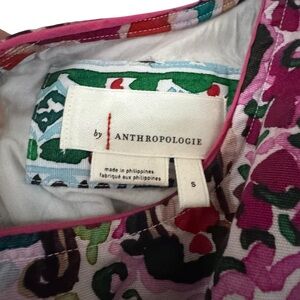 by ANTHROPOLOGIE
made in philippines
fabriqué aux philippines
S